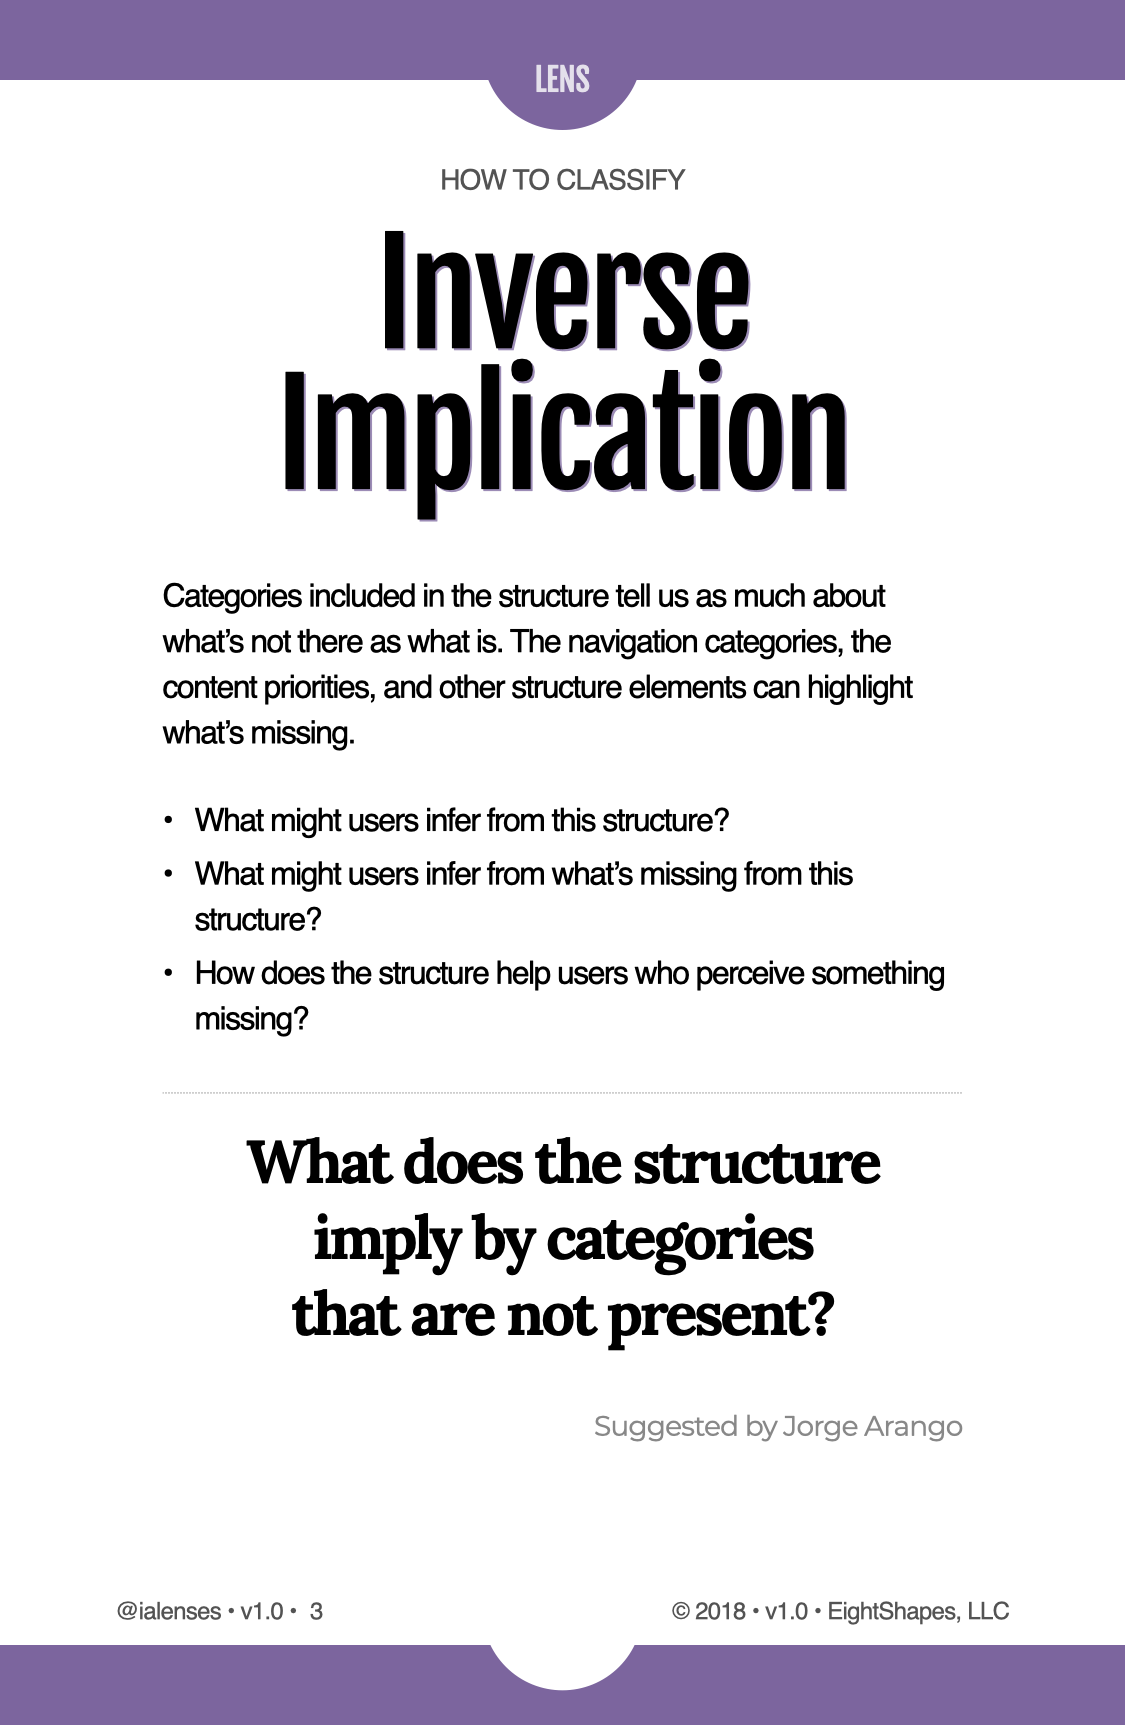 LENS
HOW TO CLASSIFY
Inverse
Implication
Categories included in the structure tell us as much about
what’s not there as what is. The navigation categories, the
content priorities, and other structure elements can highlight
what’s missing.
• What might users infer from this structure?
• What might users infer from what’s missing from this
structure?
• How does the structure help users who perceive something
missing?
What does the structure
imply by categories
that are not present?
Suggested by Jorge Arango
@ialenses • v1.0 • 3
© 2018 • v1.0 • EightShapes, LLC